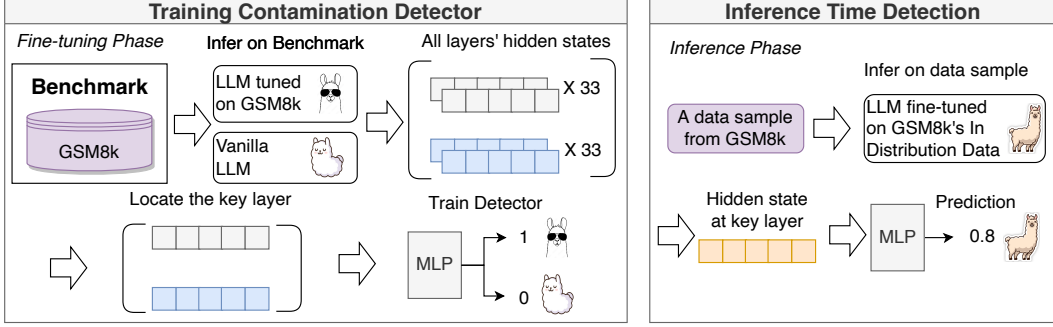 Training Contamination Detector
Fine-tuning Phase
Benchmark
GSM8k
Infer on Benchmark
LLM tuned
on GSM8k
Vanilla
LLM
All layers' hidden states
X 33
X 33
Locate the key layer
Train Detector
MLP
1
0
Inference Time Detection
Inference Phase
A data sample
from GSM8k
Infer on data sample
LLM fine-tuned
on GSM8k's In
Distribution Data
Hidden state
at key layer
MLP
Prediction
0.8